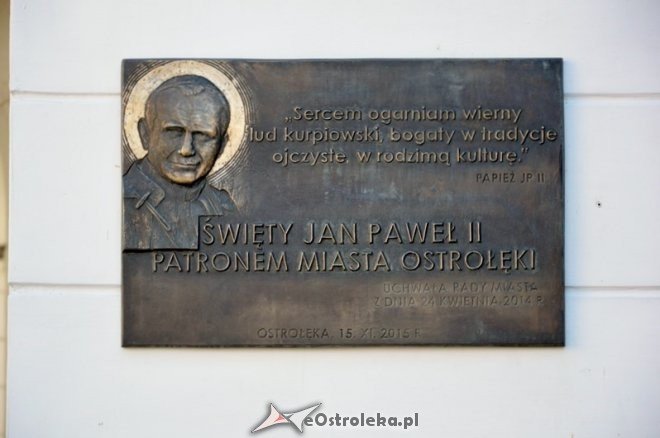 „Sercem ogarniam wierny
lud kurpiowski, bogaty w tradycje
ojczyste, w rodzimą kulturę.”
PAPIEŻ JP II
ŚWIĘTY JAN PAWEŁ II
PATRONEM MIASTA OSTROŁĘKI
UCHWAŁA RADY MIASTA
Z DNIA 24 KWIETNIA 2014 R.
OSTROŁĘKA, 15. XI. 2015 R.
eOstroleka.pl